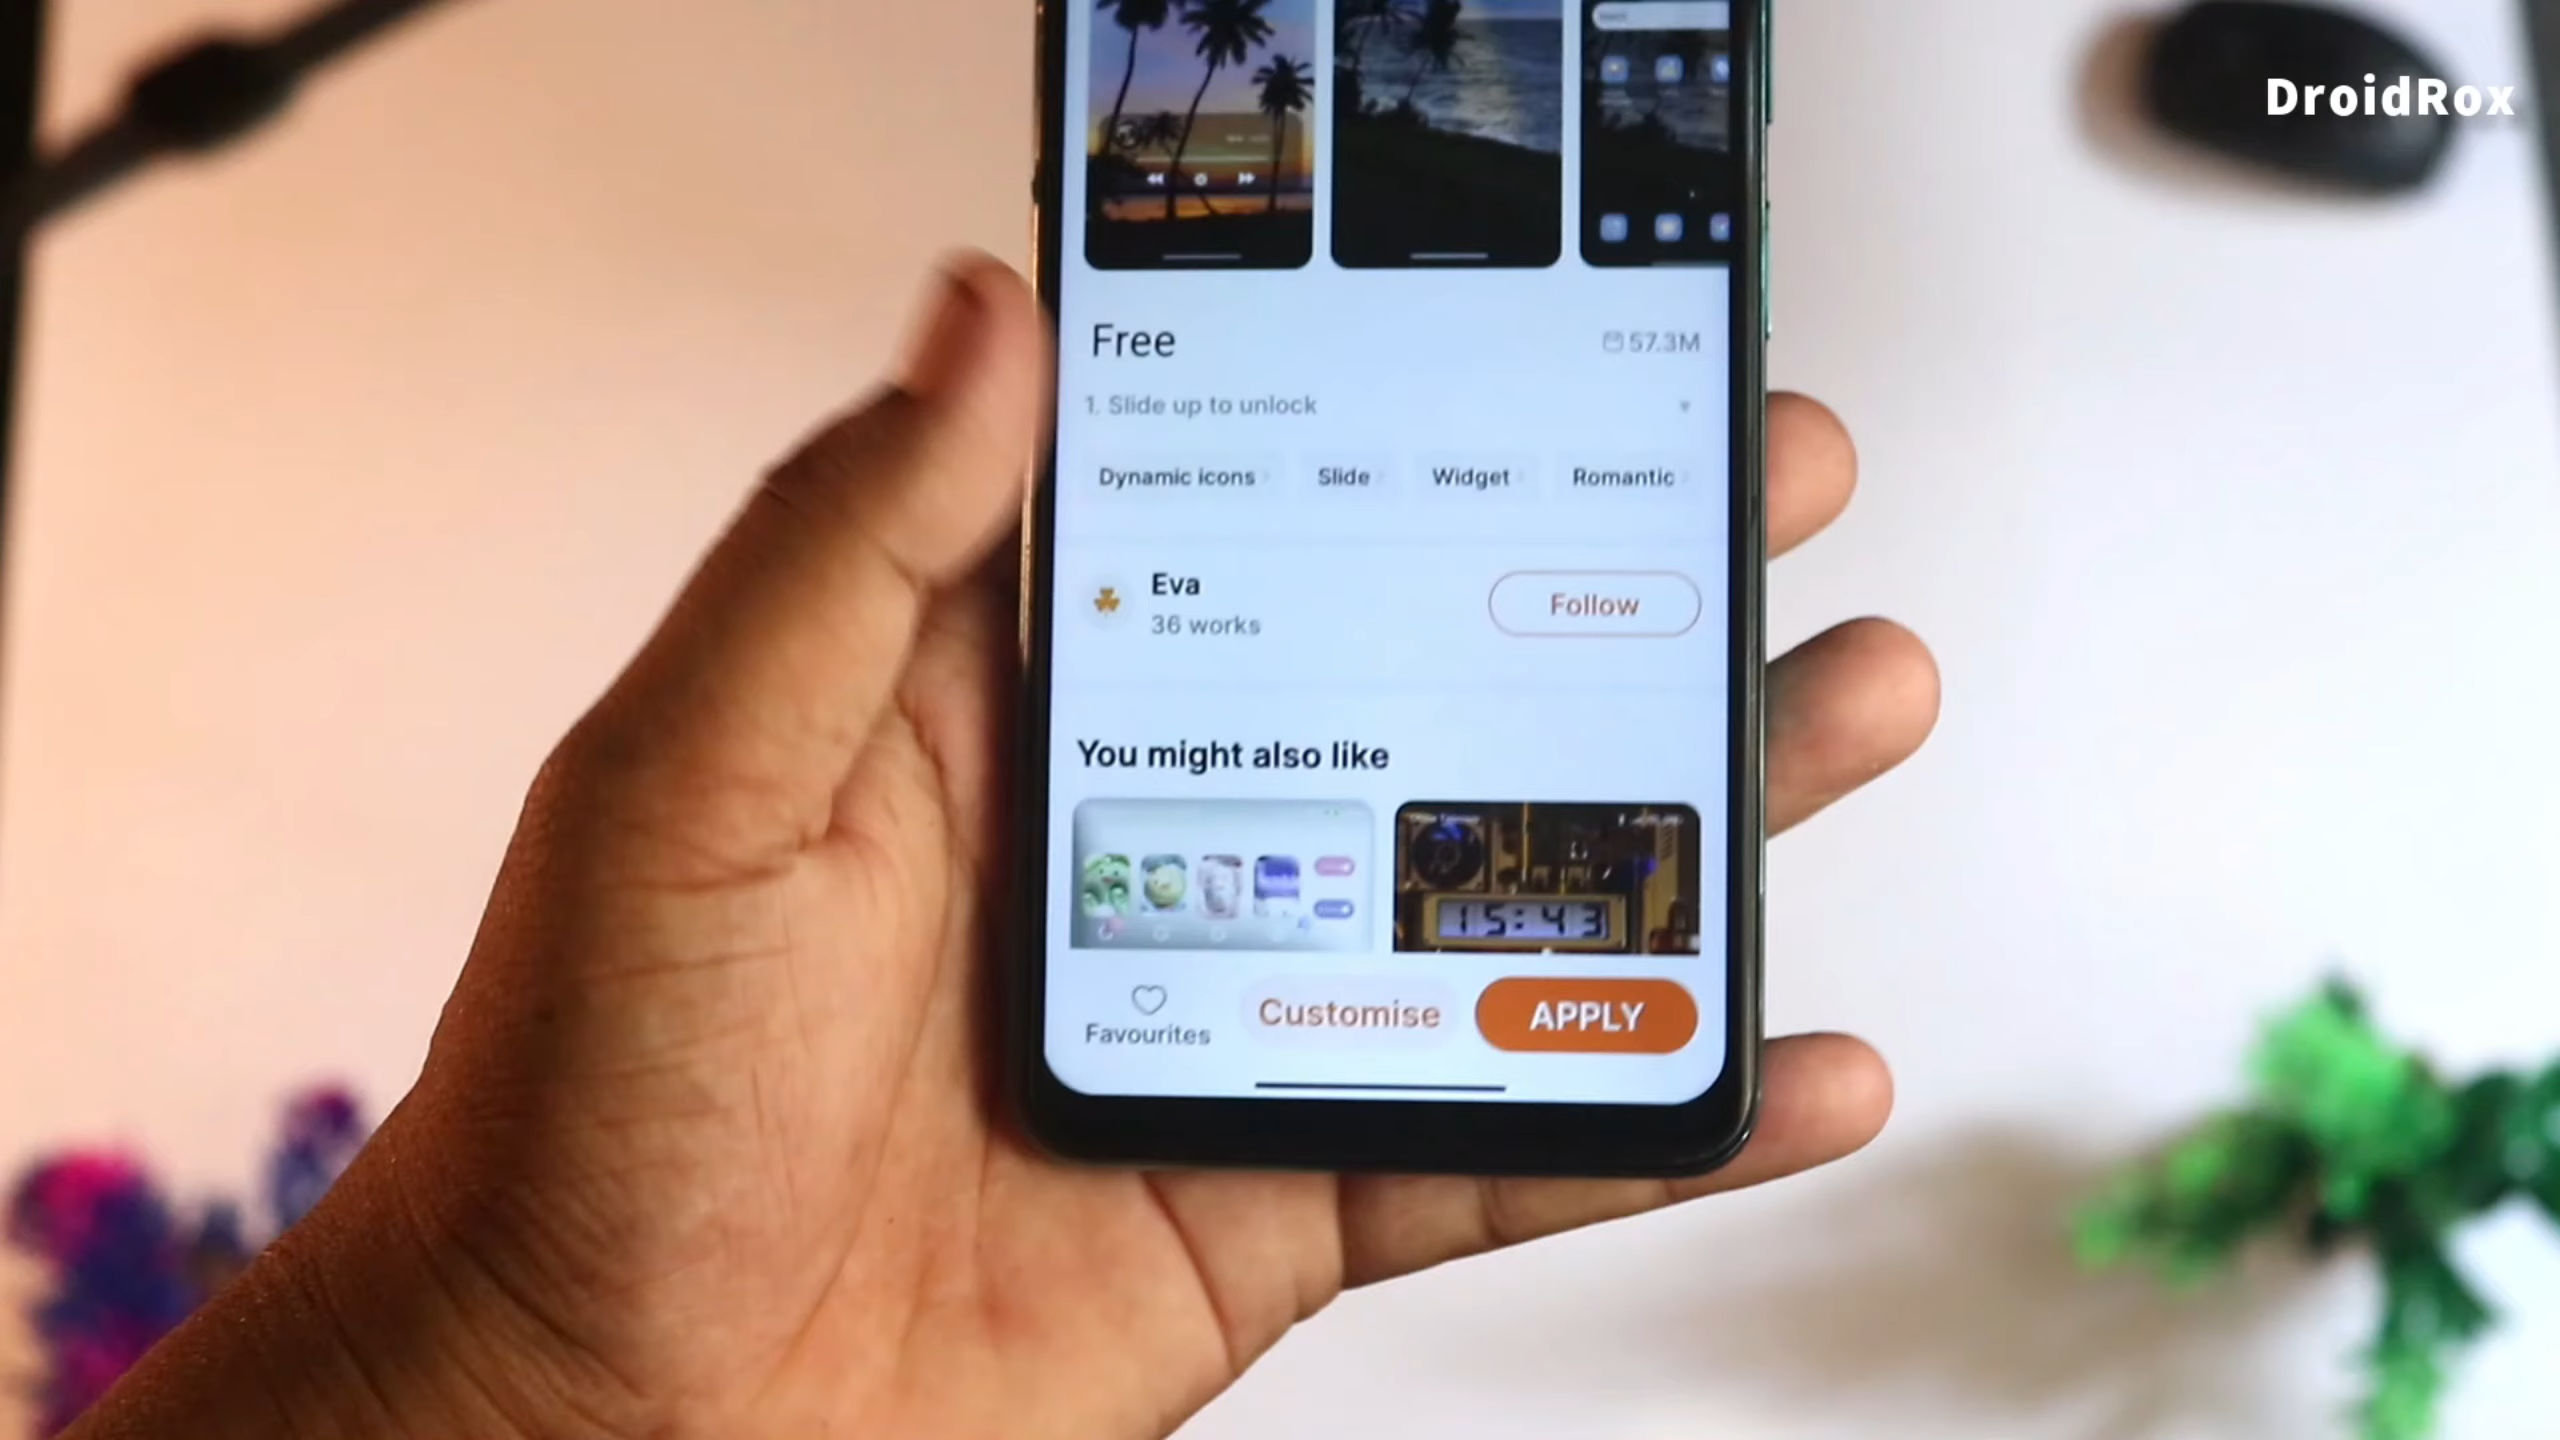 DroidRox
Free
57.3M
1. Slide up to unlock
Dynamic icons
Slide
Widget
Romantic
Eva
36 works
Follow
You might also like
15:43
Favourites
Customise
APPLY